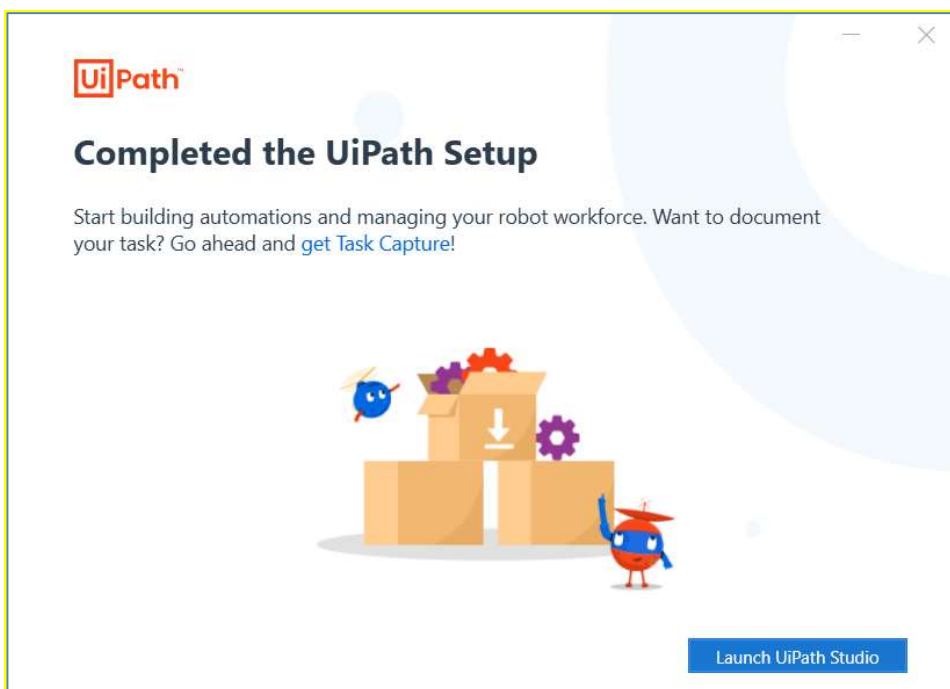 UiPath™
Completed the UiPath Setup
Start building automations and managing your robot workforce. Want to document
your task? Go ahead and get Task Capture!
Launch UiPath Studio